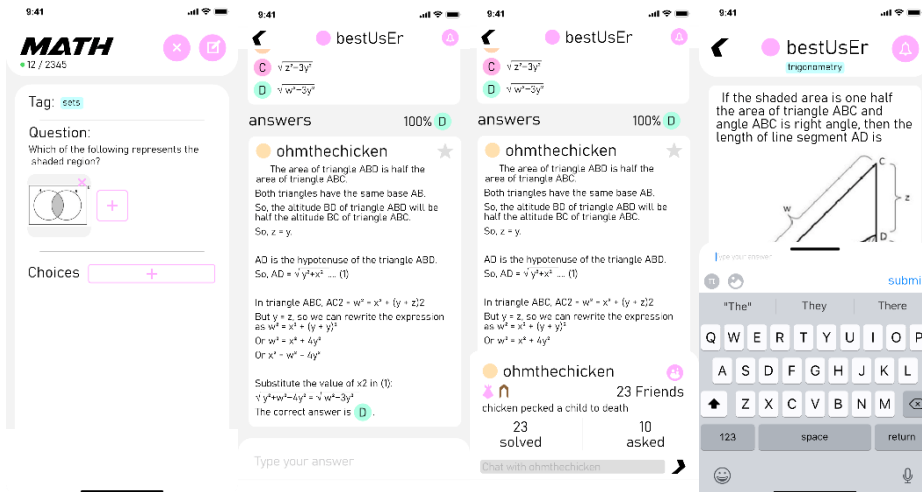 9:41
MATH
12 / 2345
Tag: sets
Question:
Which of the following represents the
shaded region?
Choices
9:41
bestUsEr
C √z²-3y²
D √w²-3y²
answers 100% D
ohmthechicken
The area of triangle ABD is half the
area of triangle ABC.
Both triangles have the same base AB.
So, the altitude BD of triangle ABD will be
half the altitude BC of triangle ABC.
So, z = y.
AD is the hypotenuse of the triangle ABD.
So, AD = √y²+x² .... (1)
In triangle ABC, AC2 = w² = x² + (y + z)2
But y = z, so we can rewrite the expression
as w² = x² + (y + y)²
Or w² = x² + 4y²
Or x² = w² - 4y²
Substitute the value of x2 in (1):
√y²+w²-4y² = √w²-3y²
The correct answer is D .
Type your answer
9:41
bestUsEr
C √z²-3y²
D √w²-3y²
answers 100% D
ohmthechicken
The area of triangle ABD is half the
area of triangle ABC.
Both triangles have the same base AB.
So, the altitude BD of triangle ABD will be
half the altitude BC of triangle ABC.
So, z = y.
AD is the hypotenuse of the triangle ABD.
So, AD = √y²+x² .... (1)
In triangle ABC, AC2 = w² = x² + (y + z)2
But y = z, so we can rewrite the expression
as w² = x² + (y + y)²
Or w² = x² + 4y²
ohmthechicken
23 Friends
chicken pecked a child to death
23 10
solved asked
Chat with ohmthechicken
9:41
bestUsEr
trigonometry
If the shaded area is one half
the area of triangle ABC and
angle ABC is right angle, then the
length of line segment AD is
C
w
z
D
Type your answer
π
submi
"The" They There
Q W E R T Y U I O P
A S D F G H J K L
Z X C V B N M
123 space return